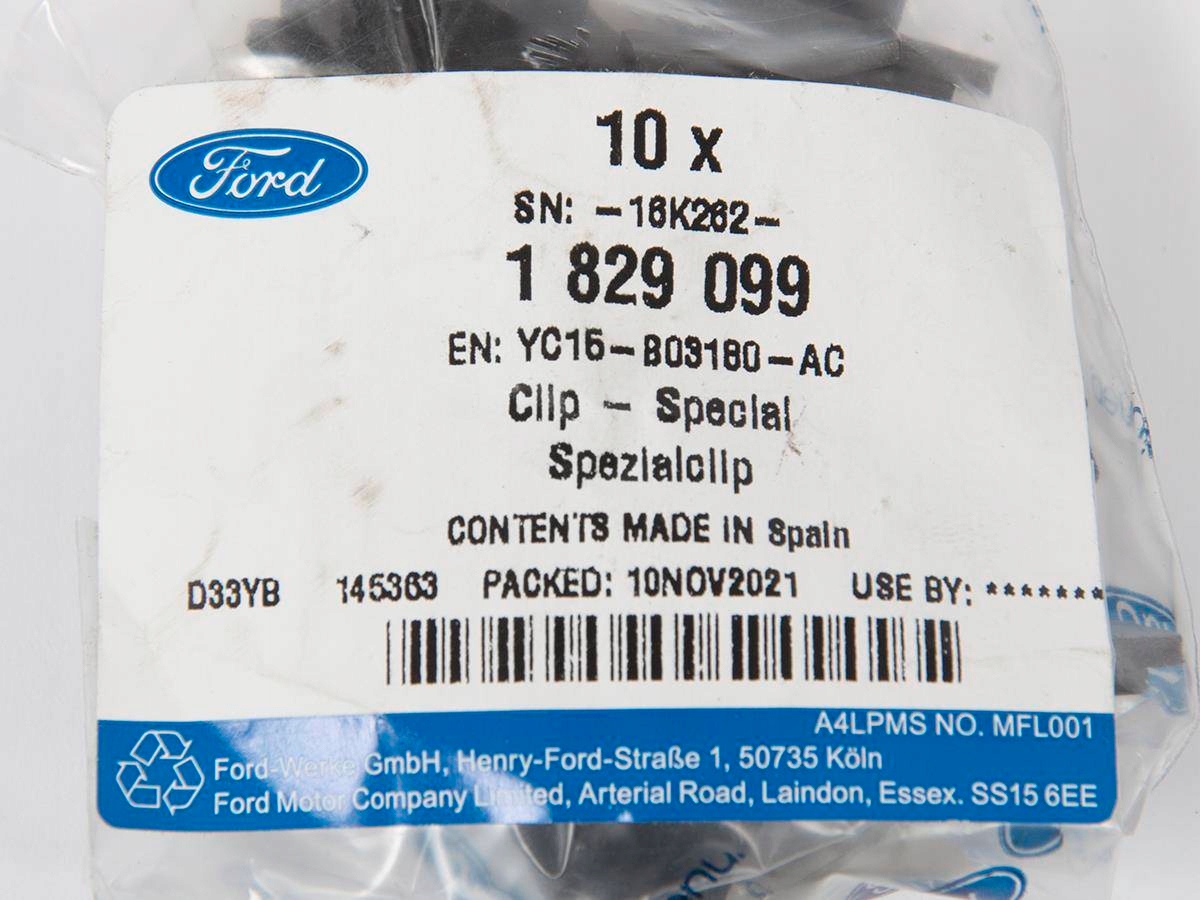 Ford
10 x
SN: -16K262-
1 829 099
EN: YC15-B03180-AC
Clip - Special
Spezialclip
CONTENTS MADE IN Spain
D33YB 145363 PACKED: 10NOV2021 USE BY: *******
A4LPMS NO. MFL001
Ford-Werke GmbH, Henry-Ford-Straße 1, 50735 Köln
Ford Motor Company Limited, Arterial Road, Laindon, Essex. SS15 6EE